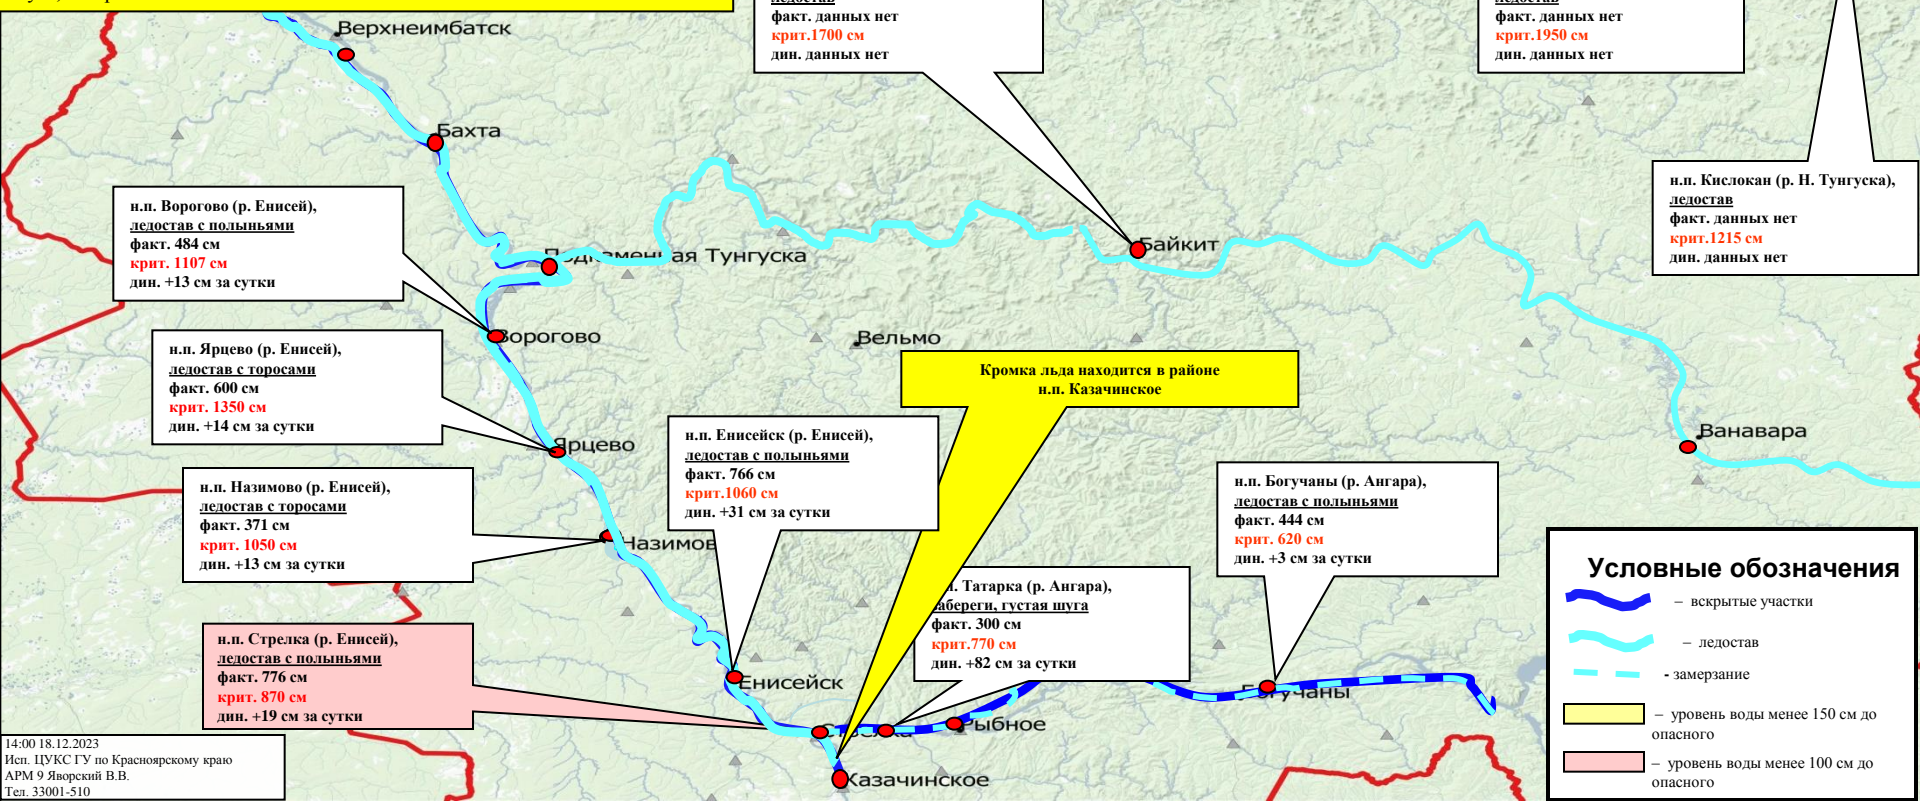 факт. данных нет
крит.1700 см
дин. данных нет
факт. данных нет
крит.1950 см
дин. данных нет
Верхнеимбатск
Бахта
н.п. Кислокан (р. Н. Тунгуска),
ледостав
факт. данных нет
крит.1215 см
дин. данных нет
н.п. Ворогово (р. Енисей),
ледостав с полыньями
факт. 484 см
крит. 1107 см
дин. +13 см за сутки
Подкаменная Тунгуска
Байкит
Ворогово
Вельмо
н.п. Ярцево (р. Енисей),
ледостав с торосами
факт. 600 см
крит. 1350 см
дин. +14 см за сутки
Кромка льда находится в районе
н.п. Казачинское
Ярцево
Ванавара
н.п. Енисейск (р. Енисей),
ледостав с полыньями
факт. 766 см
крит.1060 см
дин. +31 см за сутки
н.п. Назимово (р. Енисей),
ледостав с торосами
факт. 371 см
крит. 1050 см
дин. +13 см за сутки
Назимов
н.п. Богучаны (р. Ангара),
ледостав с полыньями
факт. 444 см
крит. 620 см
дин. +3 см за сутки
п. Татарка (р. Ангара),
забереги, густая шуга
факт. 300 см
крит.770 см
дин. +82 см за сутки
н.п. Стрелка (р. Енисей),
ледостав с полыньями
факт. 776 см
крит. 870 см
дин. +19 см за сутки
Енисейск
Богучаны
Стрелка
Рыбное
Казачинское
Условные обозначения
– вскрытые участки
– ледостав
- замерзание
– уровень воды менее 150 см до
опасного
– уровень воды менее 100 см до
опасного
14:00 18.12.2023
Исп. ЦУКС ГУ по Красноярскому краю
АРМ 9 Яворский В.В.
Тел. 33001-510